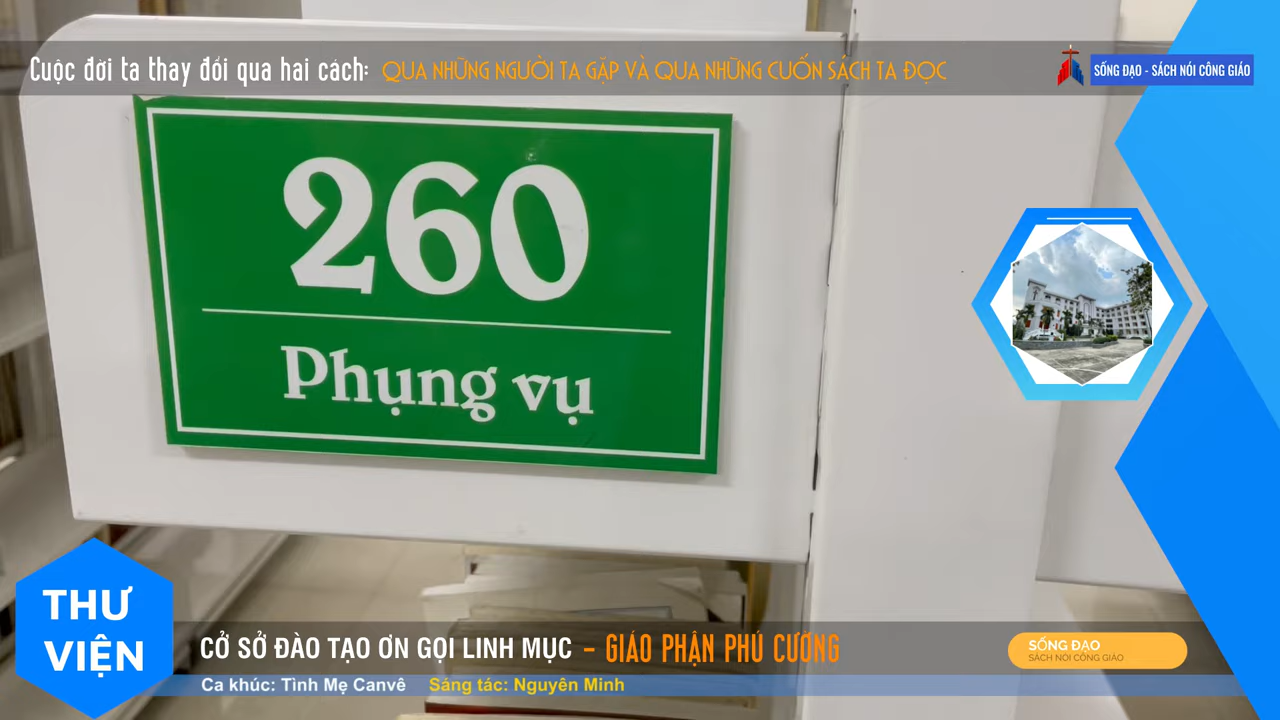 Cuộc đời ta thay đổi qua hai cách: QUA NHỮNG NGƯỜI TA GẶP VÀ QUA NHỮNG CUỐN SÁCH TA ĐỌC
SỐNG ĐẠO - SÁCH NÓI CÔNG GIÁO
260
Phụng vụ
THƯ
VIỆN
CỞ SỞ ĐÀO TẠO ƠN GỌI LINH MỤC - GIÁO PHẬN PHÚ CƯỜNG
SỐNG ĐẠO
SÁCH NÓI CÔNG GIÁO
Ca khúc: Tình Mẹ Canvê Sáng tác: Nguyên Minh